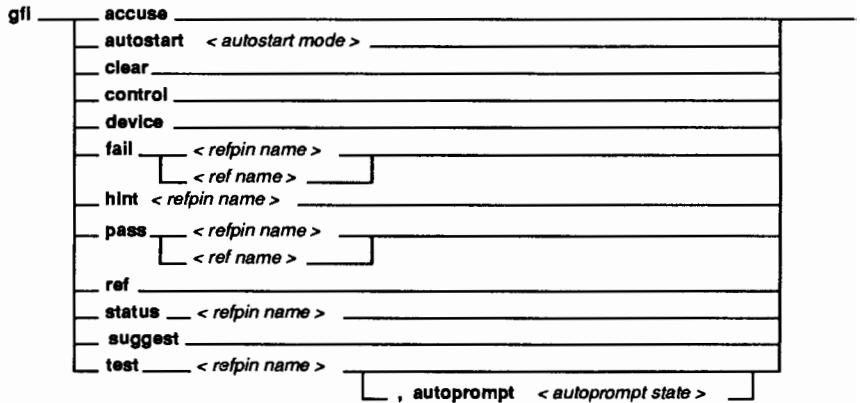 gfi accuse
autostart < autostart mode >
clear
control
device
fail < refpin name >
< ref name >
hint < refpin name >
pass < refpin name >
< ref name >
ref
status < refpin name >
suggest
test < refpin name >
, autoprompt < autoprompt state >